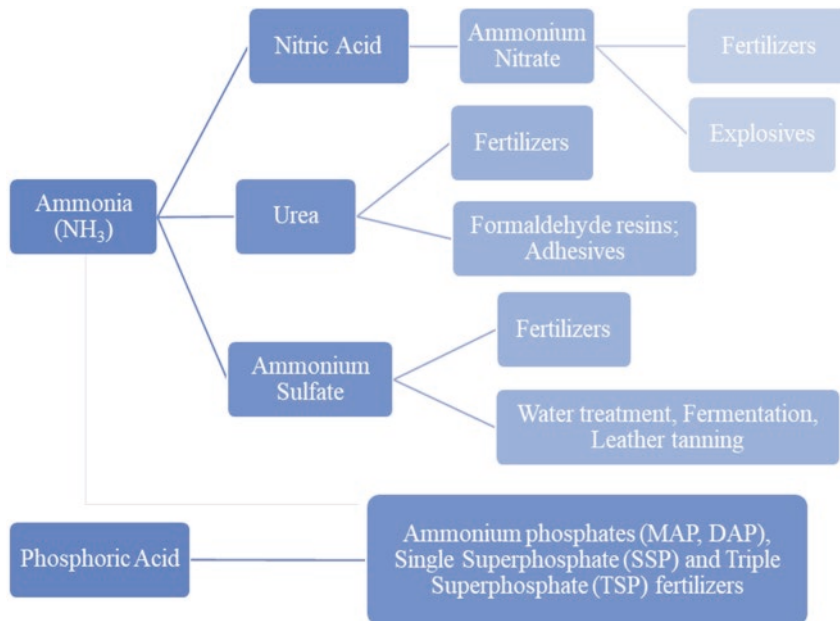 Nitric Acid
Ammonium
Nitrate
Fertilizers
Explosives
Fertilizers
Ammonia
(NH₃)
Urea
Formaldehyde resins;
Adhesives
Fertilizers
Ammonium
Sulfate
Water treatment, Fermentation,
Leather tanning
Phosphoric Acid
Ammonium phosphates (MAP, DAP),
Single Superphosphate (SSP) and Triple
Superphosphate (TSP) fertilizers